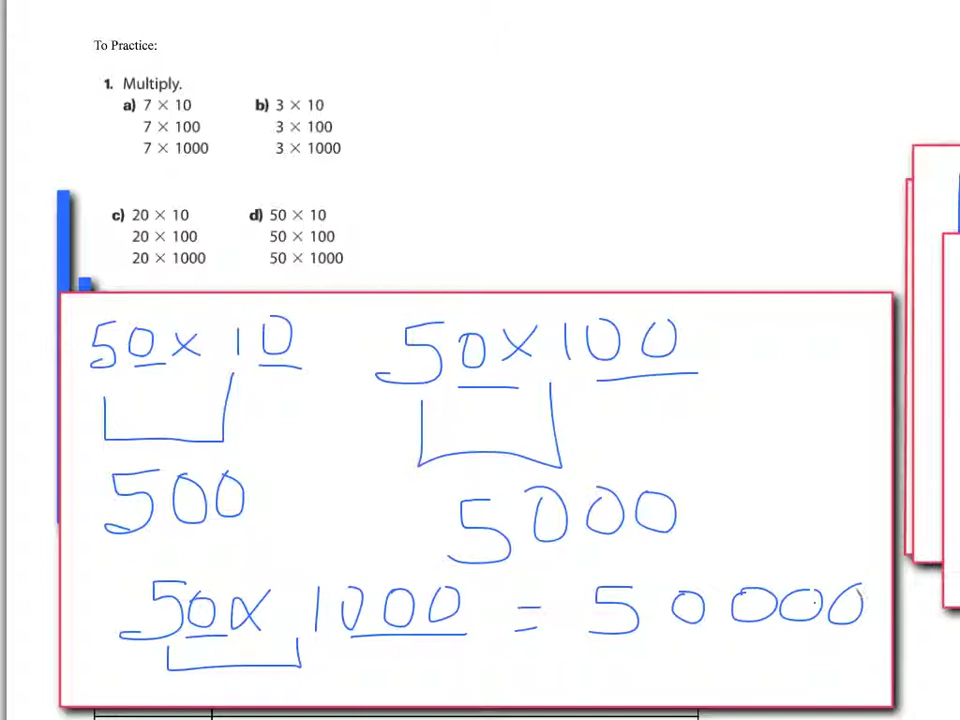 To Practice:
1. Multiply.
a) 7 × 10 b) 3 × 10
7 × 100 3 × 100
7 × 1000 3 × 1000
c) 20 × 10 d) 50 × 10
20 × 100 50 × 100
20 × 1000 50 × 1000
50 × 10 50 × 100
500 5000
50 × 1000 = 50000